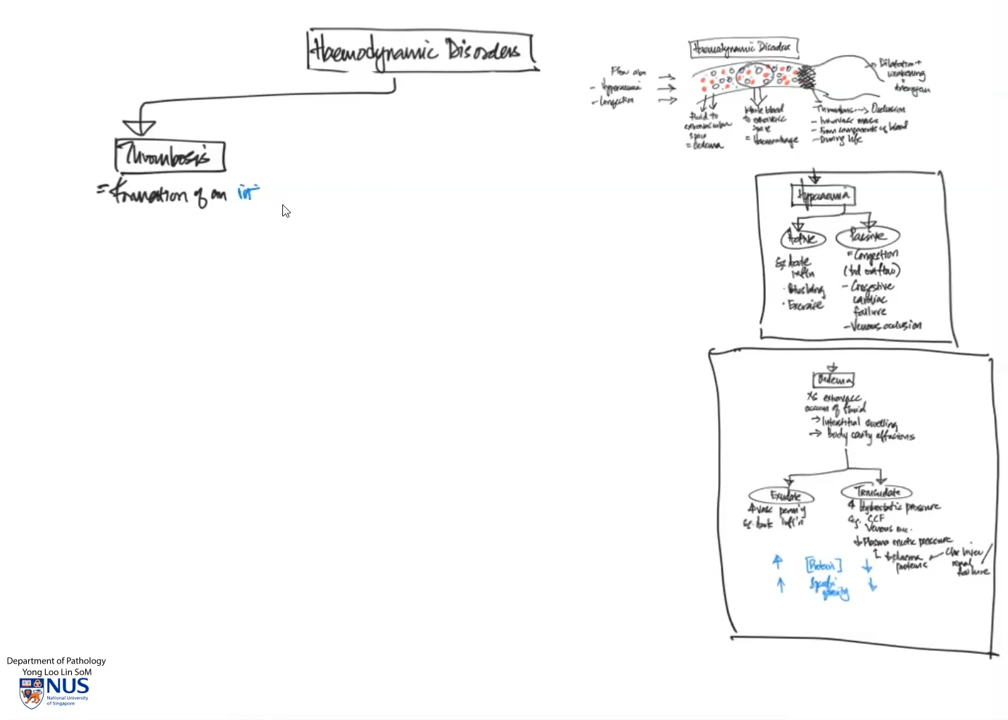 Haemodynamic Disorders
Thrombosis
= Formation of an int
Haemodynamic Disorders
Flow abn
- Hyperaemia
- Congestion
Fluid to
extravascular
space
= Oedema
Whole blood
to extravasc
space
= Haemorrhage
Thrombosis → Occlusion
- Intravasc mass
- From components of blood
- During life
Dilatation +
weakening
Hyperaemia
Active
Eg Acute
infln
· Blushing
· Exercise
Passive
= Congestion
(↓d outflow)
- Congestive
cardiac
failure
- Venous occlusion
Oedema
Xs extravasc
accum of fluid
→ Interstitial swelling
→ Body cavity effusions
Exudate
↑ Vasc perm'y
Eg. Acute infl'n
Transudate
↑ Hydrostatic pressure
Eg. CCF
Venous occ.
↓ Plasma oncotic pressure
↓ plasma
proteins
Chr liver/
renal
failure
↑ [Protein] ↓
↑ Specific
gravity ↓
Department of Pathology
Yong Loo Lin SoM
NUS
National University
of Singapore